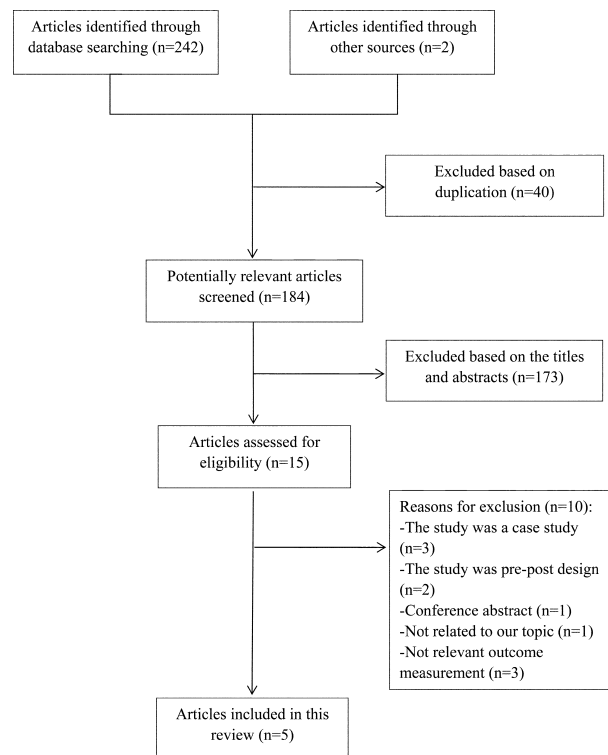 Articles identified through
database searching (n=242)
Articles identified through
other sources (n=2)
Excluded based on
duplication (n=40)
Potentially relevant articles
screened (n=184)
Excluded based on the titles
and abstracts (n=173)
Articles assessed for
eligibility (n=15)
Reasons for exclusion (n=10):
-The study was a case study
(n=3)
-The study was pre-post design
(n=2)
-Conference abstract (n=1)
-Not related to our topic (n=1)
-Not relevant outcome
measurement (n=3)
Articles included in this
review (n=5)